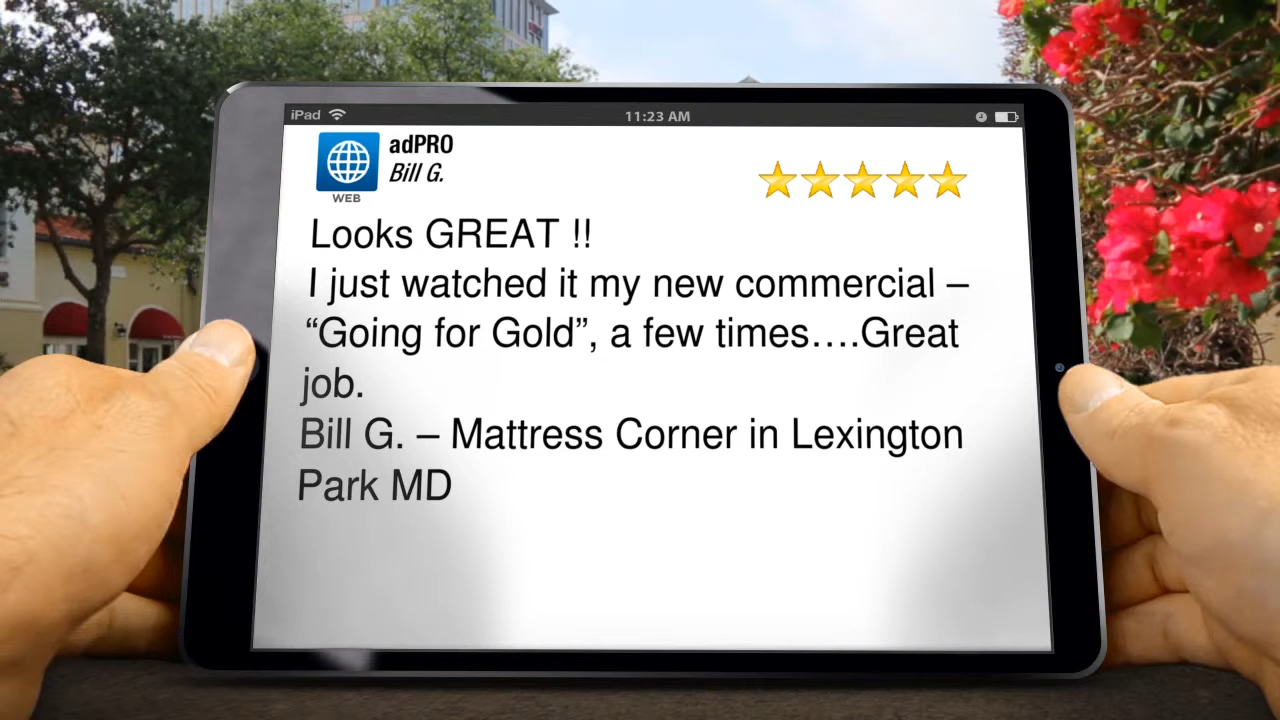 iPad 11:23 AM
adPRO
Bill G.
WEB
Looks GREAT !!
I just watched it my new commercial –
“Going for Gold”, a few times….Great
job.
Bill G. – Mattress Corner in Lexington
Park MD